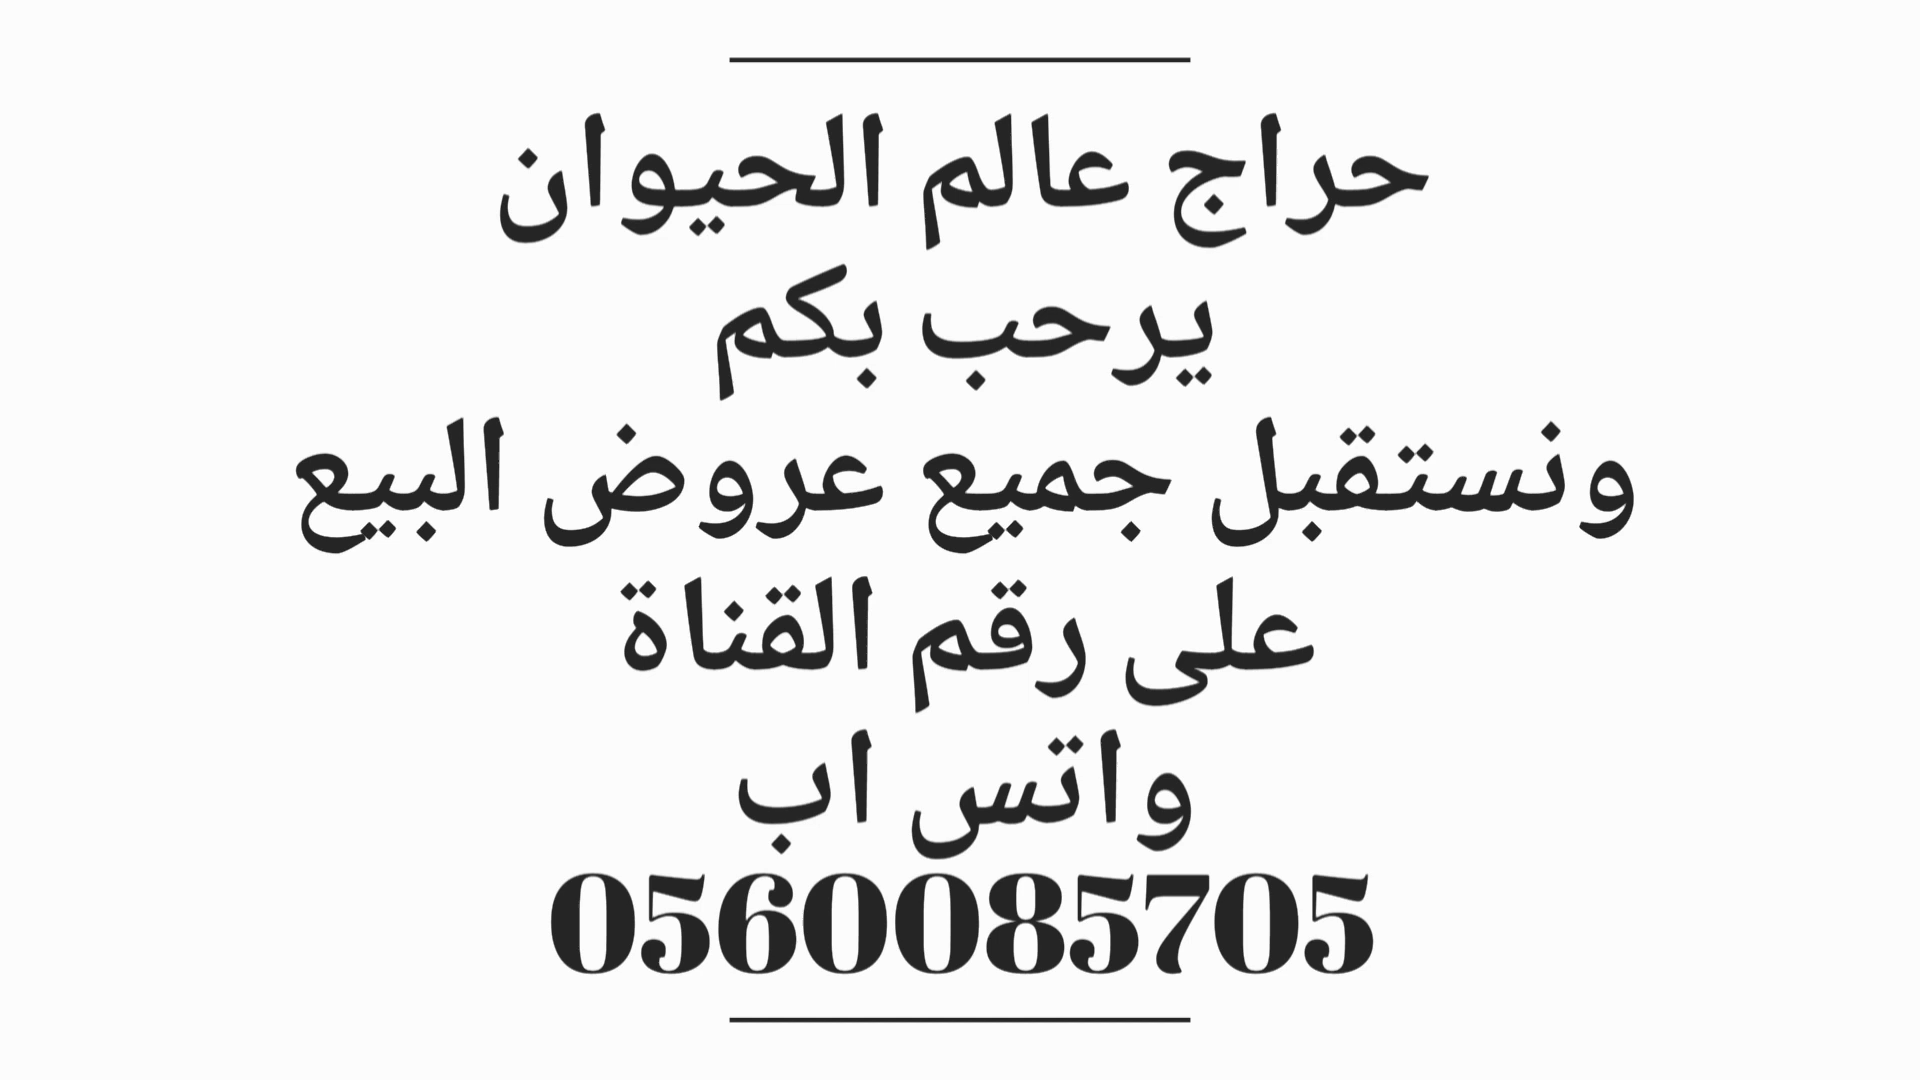 حراج عالم الحيوان
يرحب بكم
ونستقبل جميع عروض البيع
على رقم القناة
واتس اب
0560085705